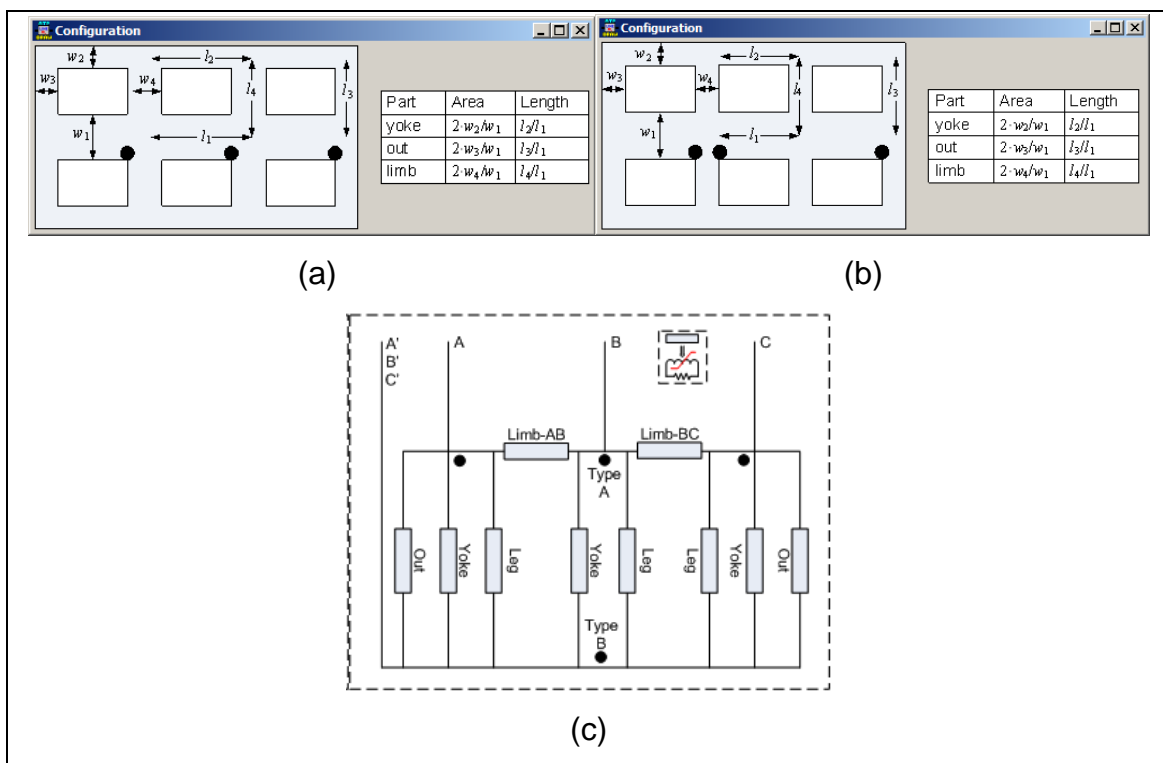 Configuration
w2
w3
w4
l2
l4
l3
w1
l1
Part Area Length
yoke 2·w2/w1 l2/l1
out 2·w3/w1 l3/l1
limb 2·w4/w1 l4/l1
(a)
Configuration
w2
w3
w4
l2
l4
l3
w1
l1
Part Area Length
yoke 2·w2/w1 l2/l1
out 2·w3/w1 l3/l1
limb 2·w4/w1 l4/l1
(b)
A' A B C
B'
C'
Limb-AB Limb-BC
Type
A
Out Yoke Leg Yoke Leg Leg Yoke Out
Type
B
(c)